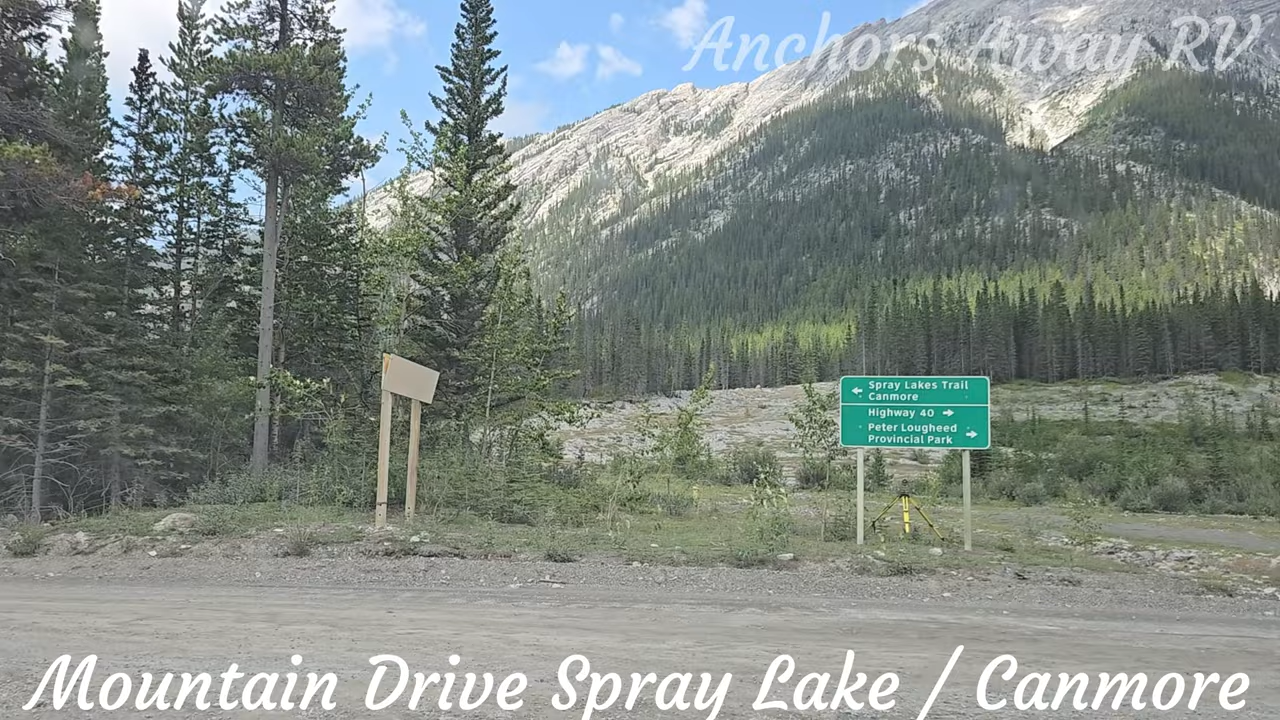 Anchors Away RV
Spray Lakes Trail
Canmore
Highway 40
Peter Lougheed
Provincial Park
Mountain Drive Spray Lake / Canmore